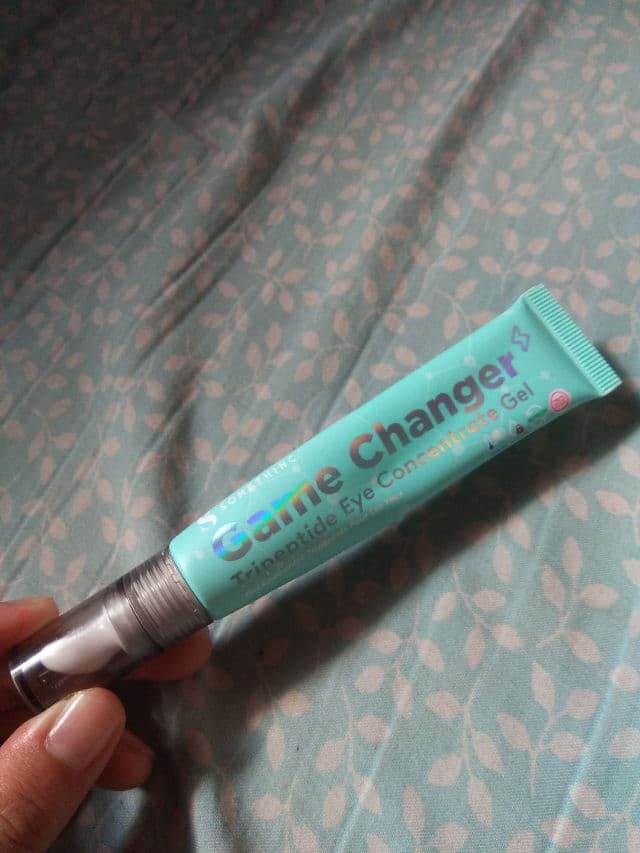 SOMETHINC
Game Changer
Tripeptide Eye Concentrate Gel